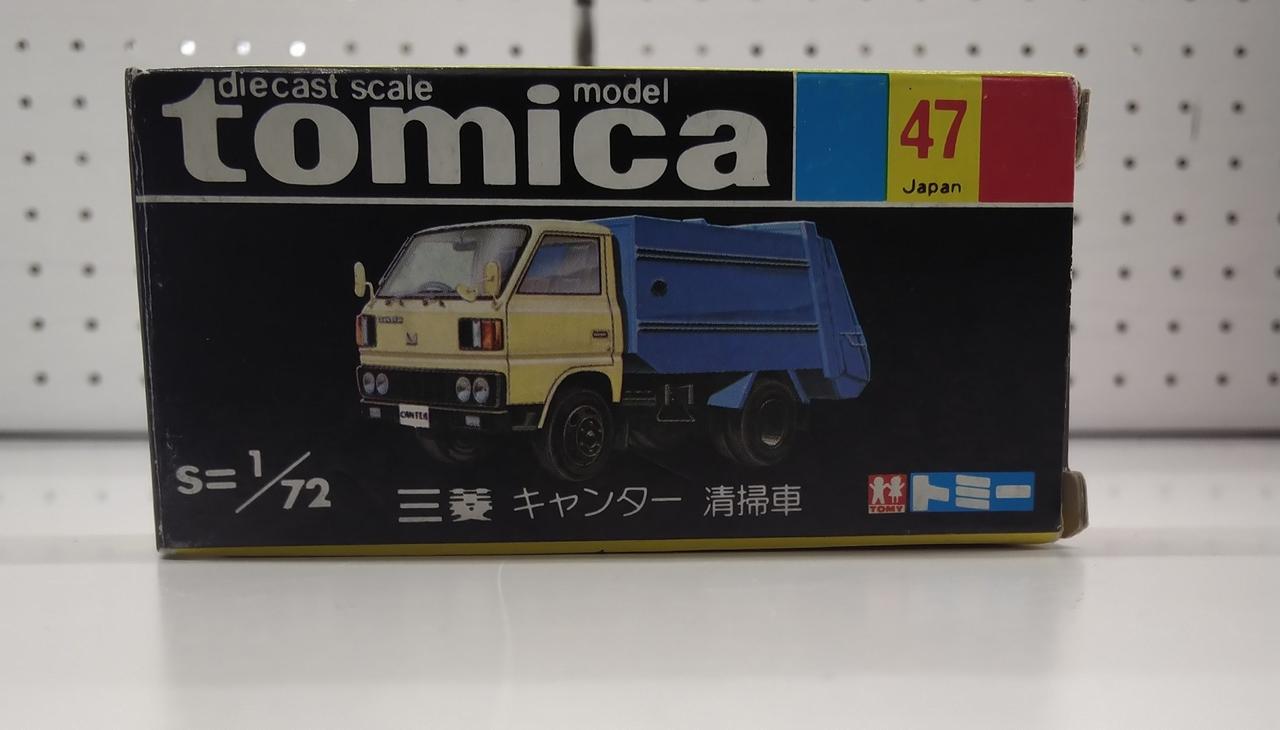 diecast scale model
tomica
47
Japan
CANTER
S=1/72
三菱 キャンター 清掃車
TOMY
トミー